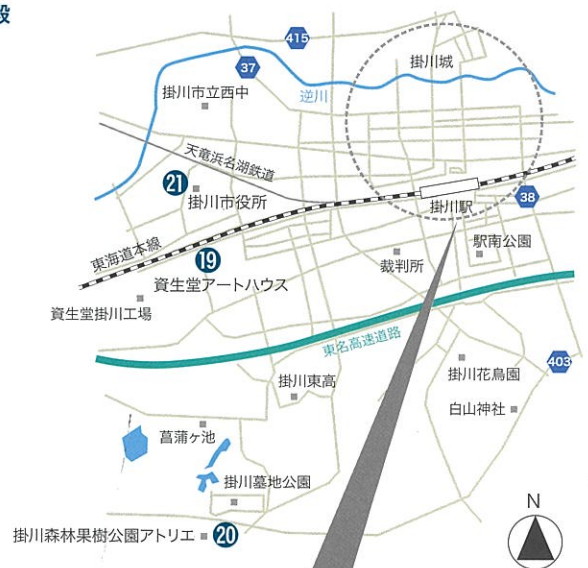 設
415
37
掛川城
掛川市立西中
逆川
天竜浜名湖鉄道
21
掛川市役所
掛川駅
38
東海道本線
19
資生堂アートハウス
裁判所
駅南公園
資生堂掛川工場
東名高速道路
403
掛川花鳥園
掛川東高
白山神社
菖蒲ヶ池
掛川墓地公園
N
掛川森林果樹公園アトリエ
20